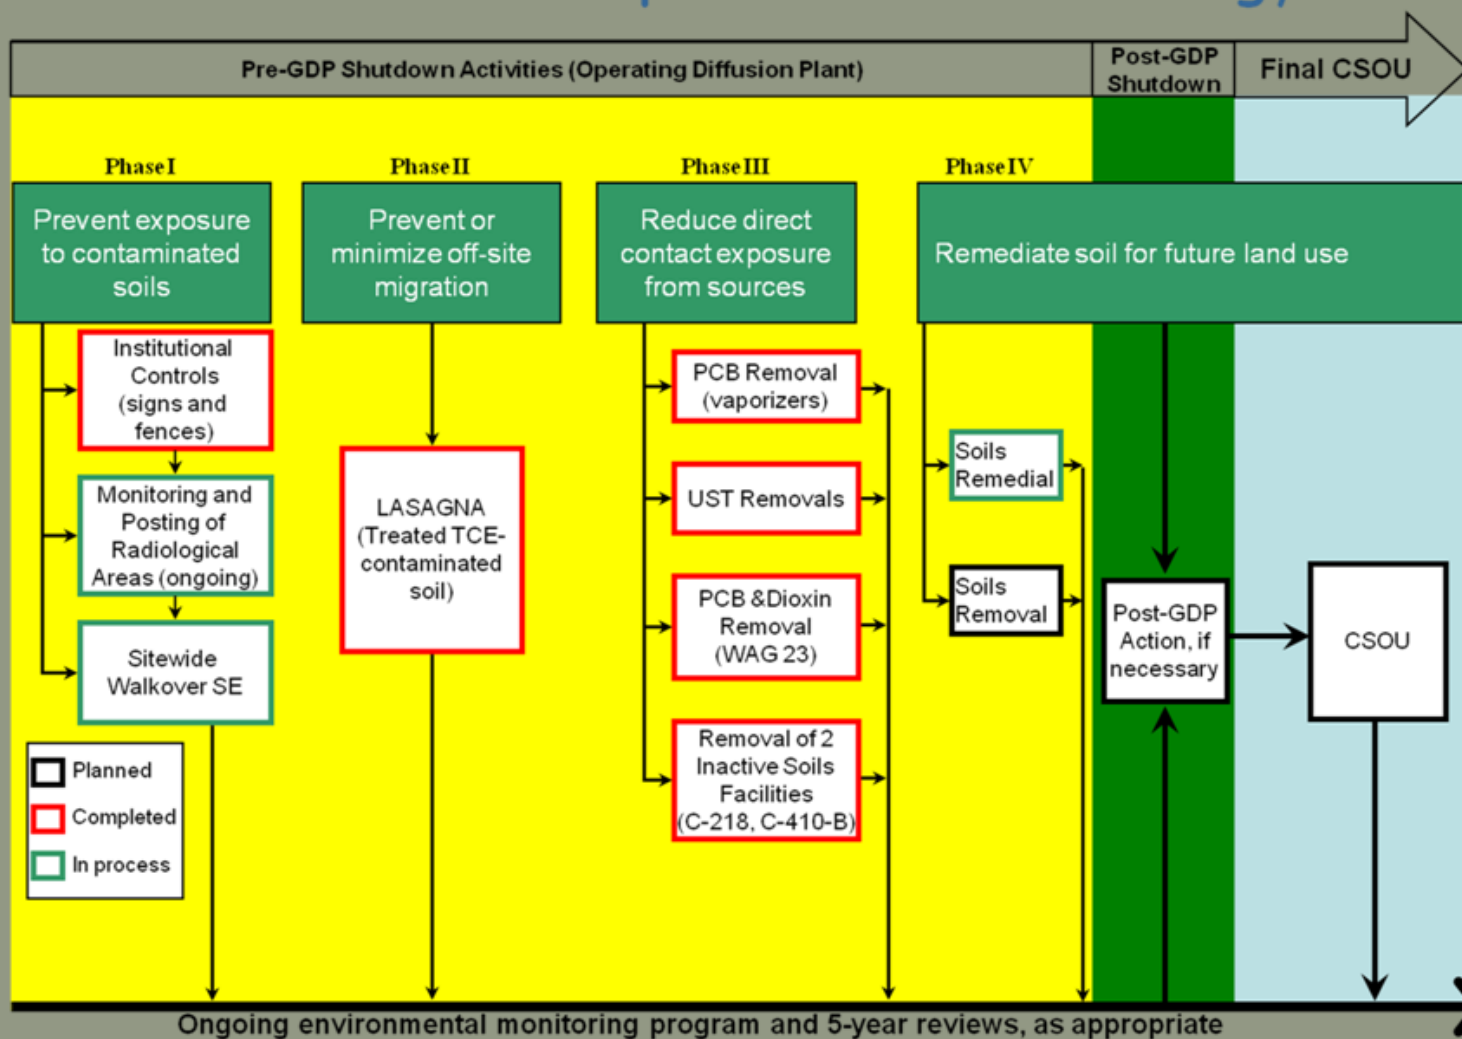 Pre-GDP Shutdown Activities (Operating Diffusion Plant)
Post-GDP
Shutdown
Final CSOU
Phase I
Prevent exposure
to contaminated
soils
Institutional
Controls
(signs and
fences)
Monitoring and
Posting of
Radiological
Areas (ongoing)
Sitewide
Walkover SE
Planned
Completed
In process
Phase II
Prevent or
minimize off-site
migration
LASAGNA
(Treated TCE-
contaminated
soil)
Phase III
Reduce direct
contact exposure
from sources
PCB Removal
(vaporizers)
UST Removals
PCB &Dioxin
Removal
(WAG 23)
Removal of 2
Inactive Soils
Facilities
(C-218, C-410-B)
Phase IV
Remediate soil for future land use
Soils
Remedial
Soils
Removal
Post-GDP
Action, if
necessary
CSOU
Ongoing environmental monitoring program and 5-year reviews, as appropriate